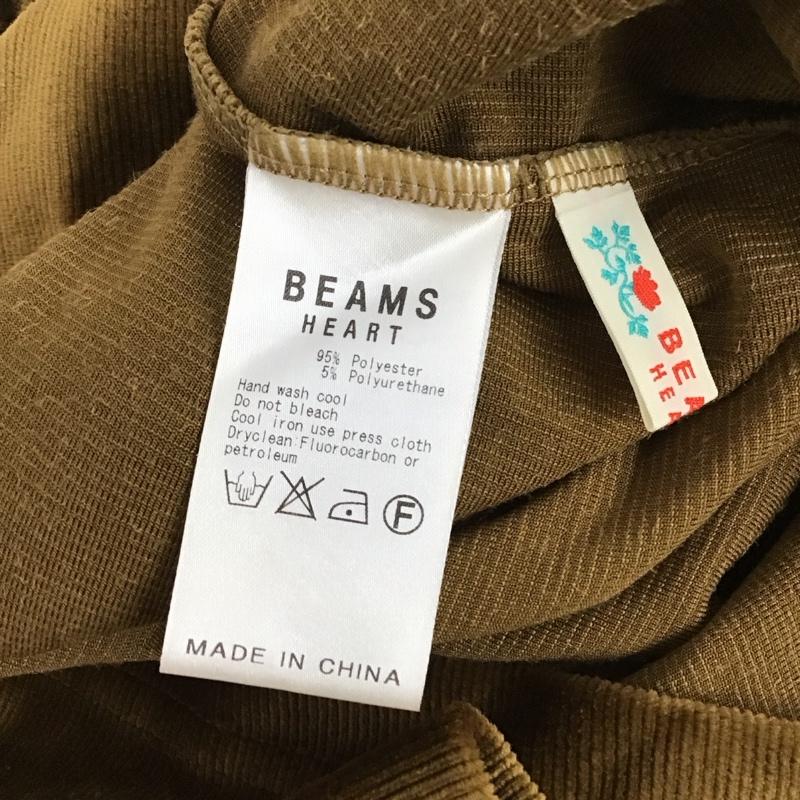 BEAMS
HEART
95% Polyester
5% Polyurethane
Hand wash cool
Do not bleach
Cool iron use press cloth
Dryclean:Fluorocarbon or
petroleum
F
MADE IN CHINA
BEA
HEA